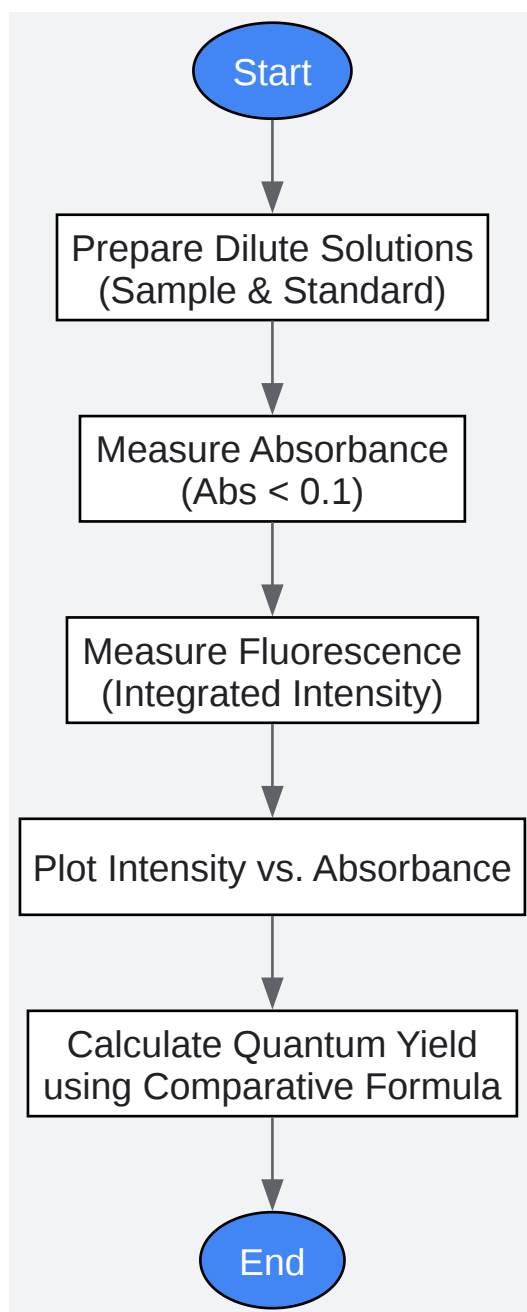 Start
Prepare Dilute Solutions
(Sample & Standard)
Measure Absorbance
(Abs < 0.1)
Measure Fluorescence
(Integrated Intensity)
Plot Intensity vs. Absorbance
Calculate Quantum Yield
using Comparative Formula
End